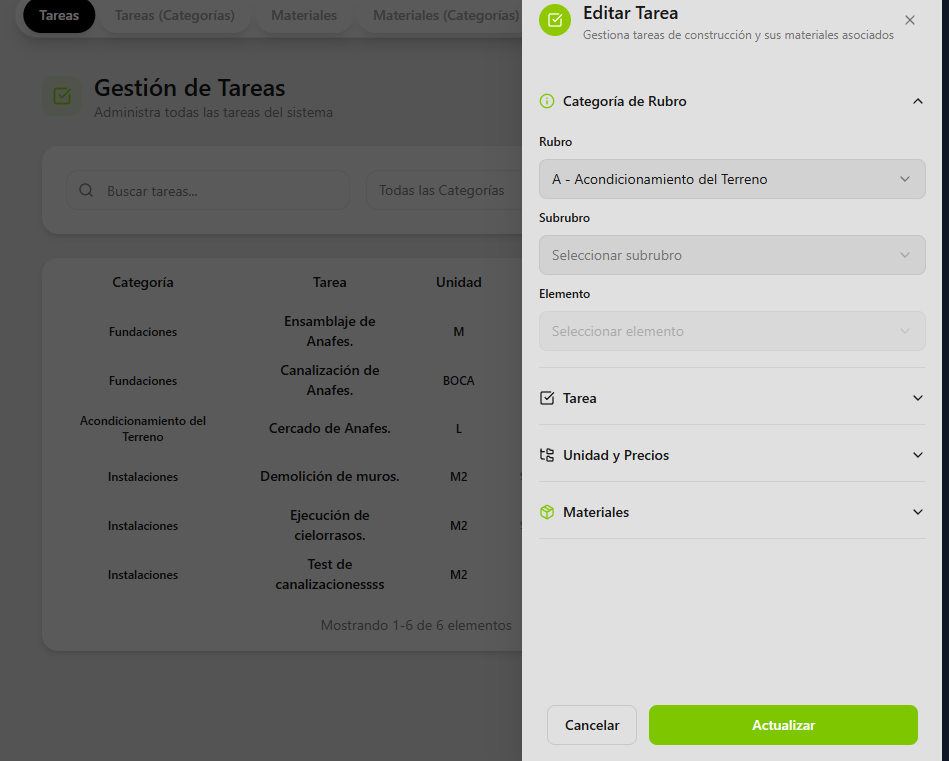 Tareas
Tareas (Categorías)
Materiales
Materiales (Categorías)
Gestión de Tareas
Administra todas las tareas del sistema
Buscar tareas...
Todas las Categorías
Categoría Tarea Unidad
Fundaciones Ensamblaje de Anafes. M
Fundaciones Canalización de Anafes. BOCA
Acondicionamiento del Terreno Cercado de Anafes. L
Instalaciones Demolición de muros. M2
Instalaciones Ejecución de cielorrasos. M2
Instalaciones Test de canalizacionessss M2
Mostrando 1-6 de 6 elementos
Editar Tarea
Gestiona tareas de construcción y sus materiales asociados
Categoría de Rubro
Rubro
A - Acondicionamiento del Terreno
Subrubro
Seleccionar subrubro
Elemento
Seleccionar elemento
Tarea
Unidad y Precios
Materiales
Cancelar
Actualizar